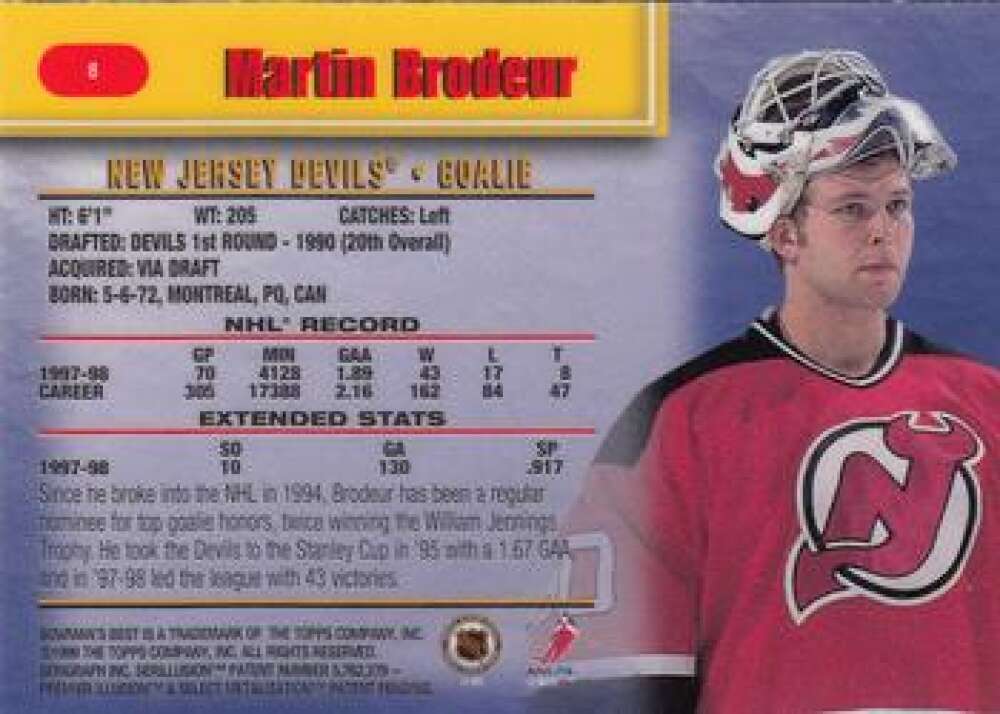 8
Martin Brodeur
NEW JERSEY DEVILS® • GOALIE
HT: 6'1" WT: 205 CATCHES: Left
DRAFTED: DEVILS 1st ROUND - 1990 (20th Overall)
ACQUIRED: VIA DRAFT
BORN: 5-6-72, MONTREAL, PQ, CAN
NHL® RECORD
GP MIN GAA W L T
1997-98 70 4128 1.89 43 17 8
CAREER 305 17388 2.16 162 84 47
EXTENDED STATS
SO GA SP
1997-98 10 130 .917
Since he broke into the NHL in 1994, Brodeur has been a regular
nominee for top goalie honors, twice winning the William Jennings
Trophy. He took the Devils to the Stanley Cup in '95 with a 1.67 GAA
and in '97-98 led the league with 43 victories.
BOWMAN'S BEST IS A TRADEMARK OF THE TOPPS COMPANY, INC.
THE TOPPS COMPANY, INC. ALL RIGHTS RESERVED.
INC. PATENT NUMBER
PATENT PENDING.
NJ